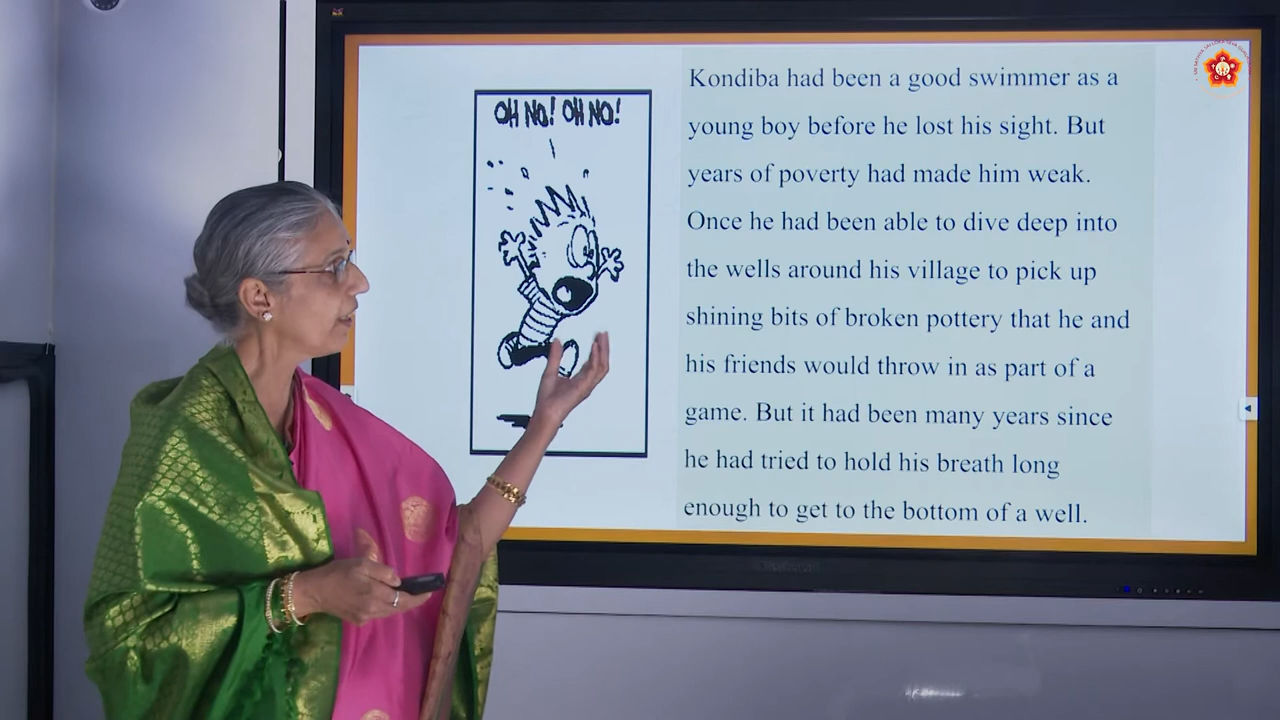 OH NO! OH NO!
Kondiba had been a good swimmer as a
young boy before he lost his sight. But
years of poverty had made him weak.
Once he had been able to dive deep into
the wells around his village to pick up
shining bits of broken pottery that he and
his friends would throw in as part of a
game. But it had been many years since
he had tried to hold his breath long
enough to get to the bottom of a well.